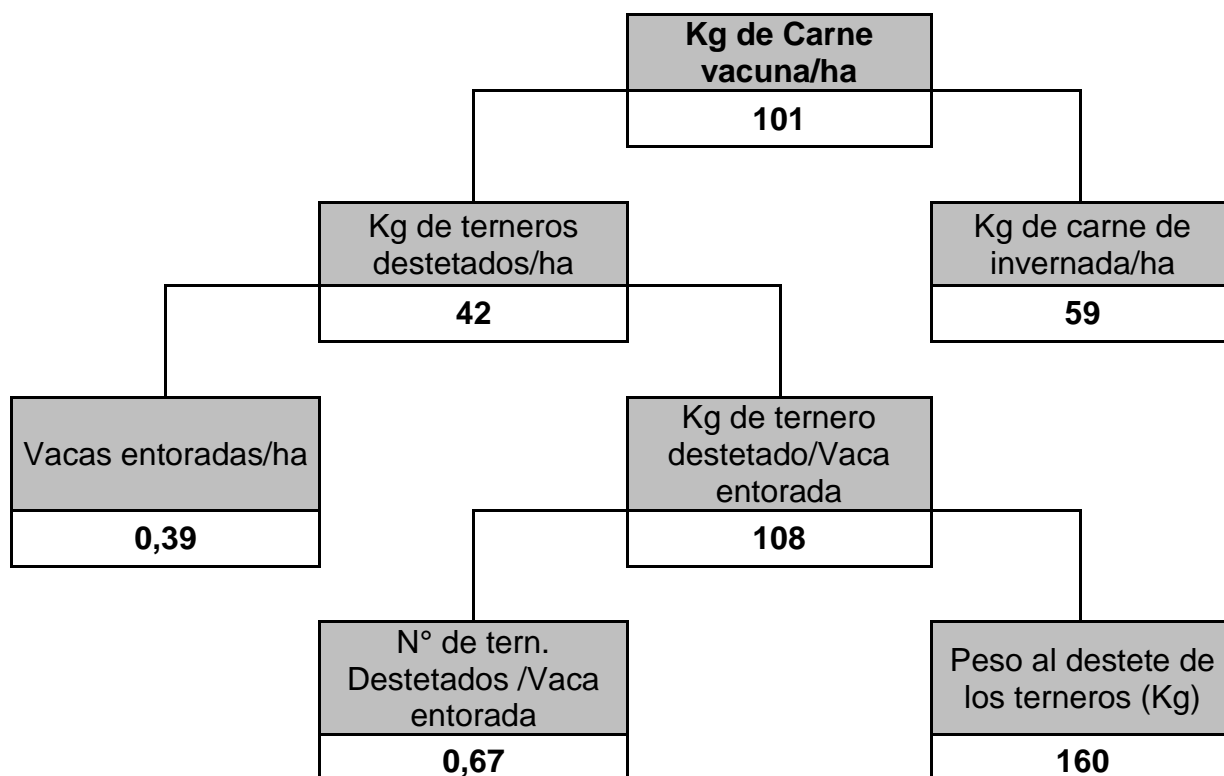 Kg de Carne
vacuna/ha
101
Kg de terneros
destetados/ha
42
Kg de carne de
invernada/ha
59
Vacas entoradas/ha
0,39
Kg de ternero
destetado/Vaca
entorada
108
N° de tern.
Destetados /Vaca
entorada
0,67
Peso al destete de
los terneros (Kg)
160